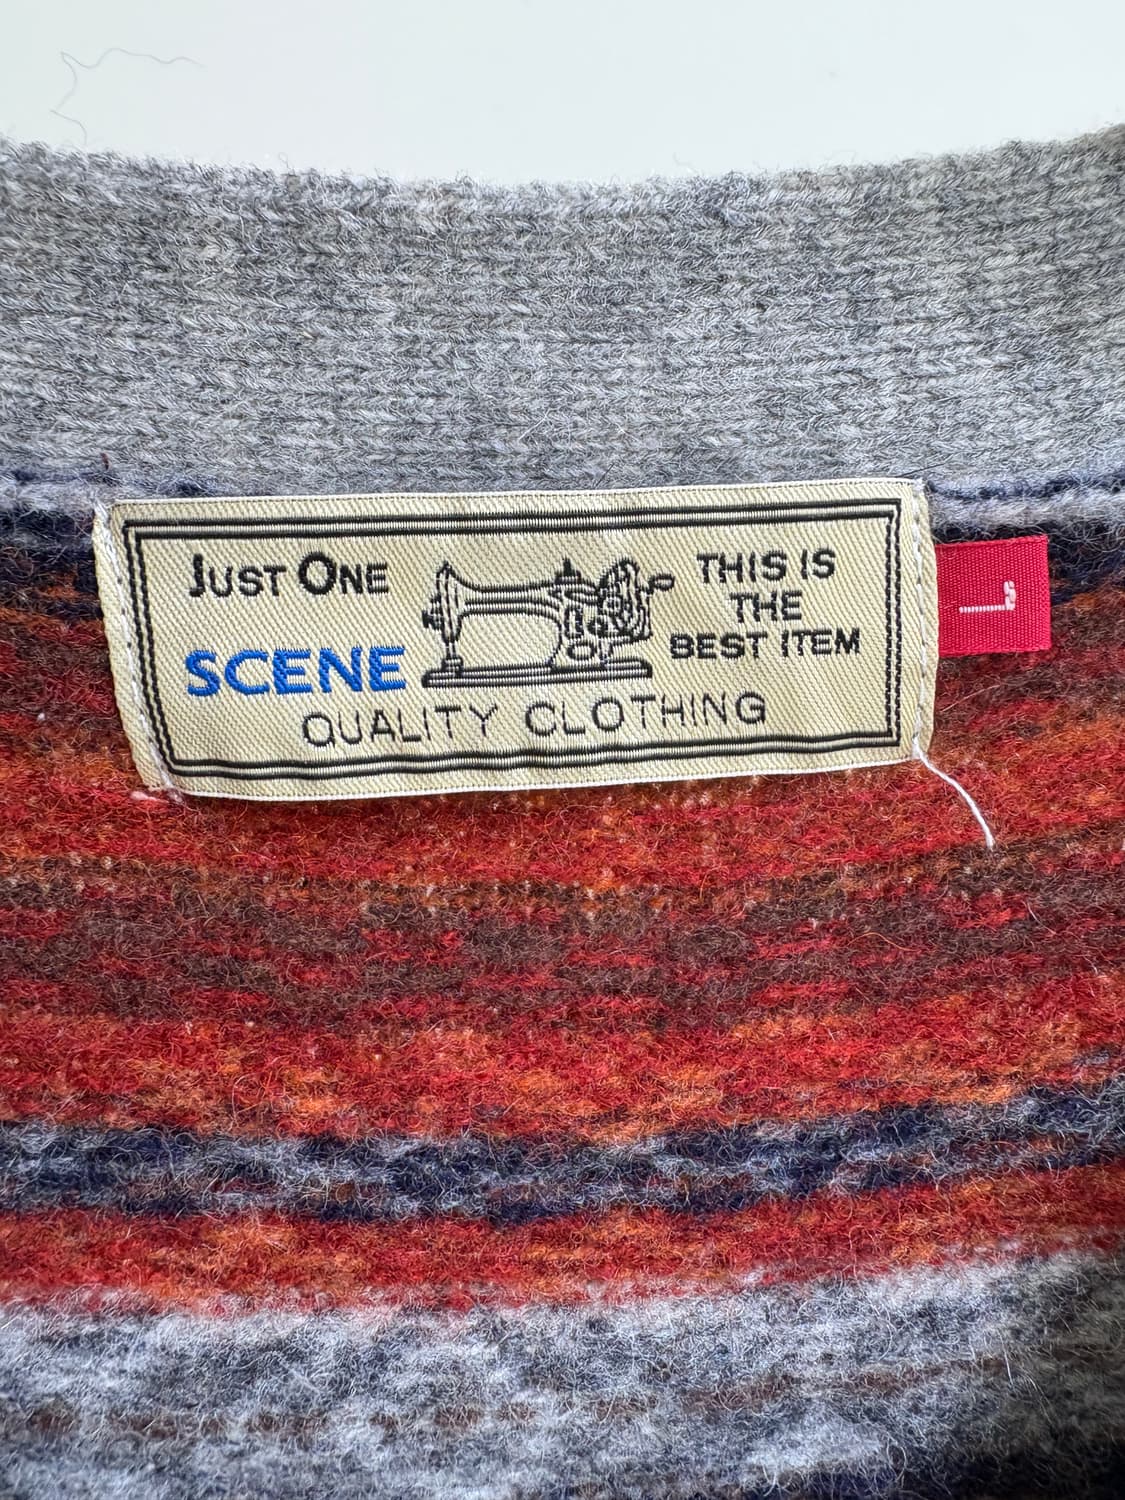 JUST ONE
SCENE
THIS IS
THE
BEST ITEM
QUALITY CLOTHING
L